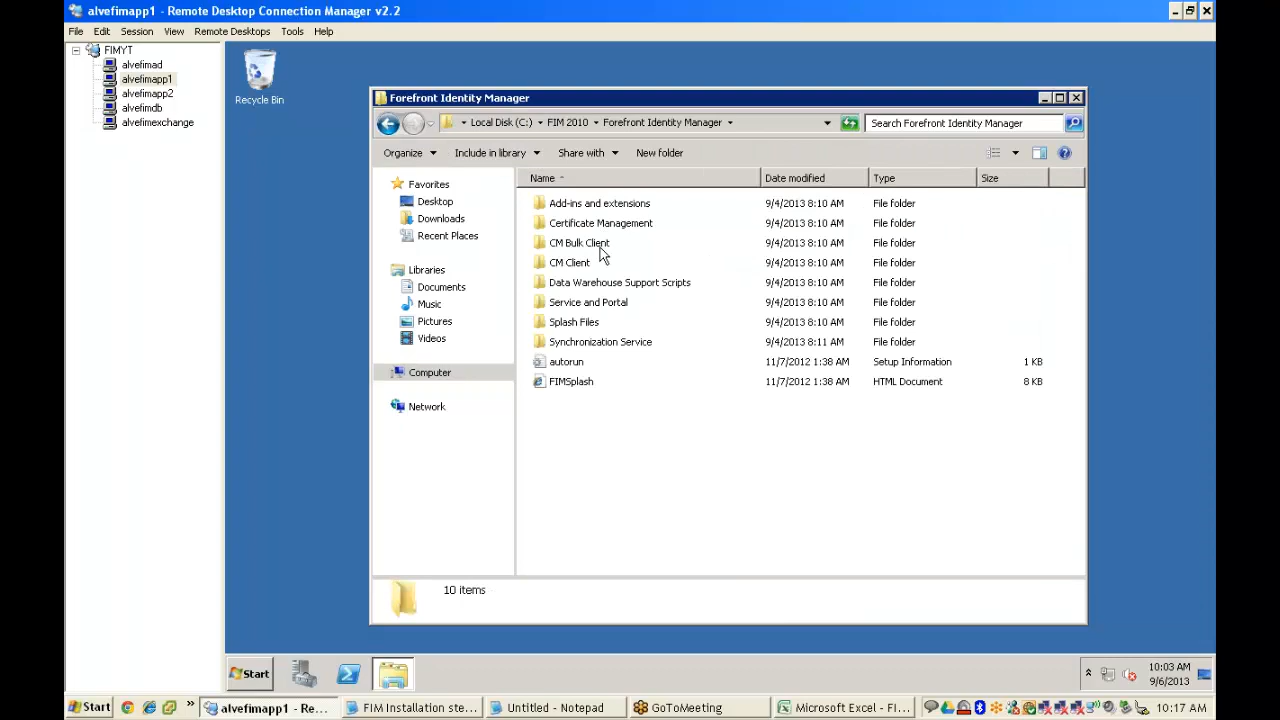 alvefimapp1 - Remote Desktop Connection Manager v2.2
File Edit Session View Remote Desktops Tools Help
FIMYT
alvefimad
alvefimapp1
alvefimapp2
alvefimdb
alvefimexchange
Recycle Bin
Forefront Identity Manager
Local Disk (C:) FIM 2010 Forefront Identity Manager
Search Forefront Identity Manager
Organize Include in library Share with New folder
Favorites
Desktop
Downloads
Recent Places
Libraries
Documents
Music
Pictures
Videos
Computer
Network
Name Date modified Type Size
Add-ins and extensions 9/4/2013 8:10 AM File folder
Certificate Management 9/4/2013 8:10 AM File folder
CM Bulk Client 9/4/2013 8:10 AM File folder
CM Client 9/4/2013 8:10 AM File folder
Data Warehouse Support Scripts 9/4/2013 8:10 AM File folder
Service and Portal 9/4/2013 8:10 AM File folder
Splash Files 9/4/2013 8:10 AM File folder
Synchronization Service 9/4/2013 8:11 AM File folder
autorun 11/7/2012 1:38 AM Setup Information 1 KB
FIMSplash 11/7/2012 1:38 AM HTML Document 8 KB
10 items
Start
10:03 AM
9/6/2013
Start
alvefimapp1 - Re...
FIM Installation ste...
Untitled - Notepad
GoToMeeting
Microsoft Excel - FI...
10:17 AM